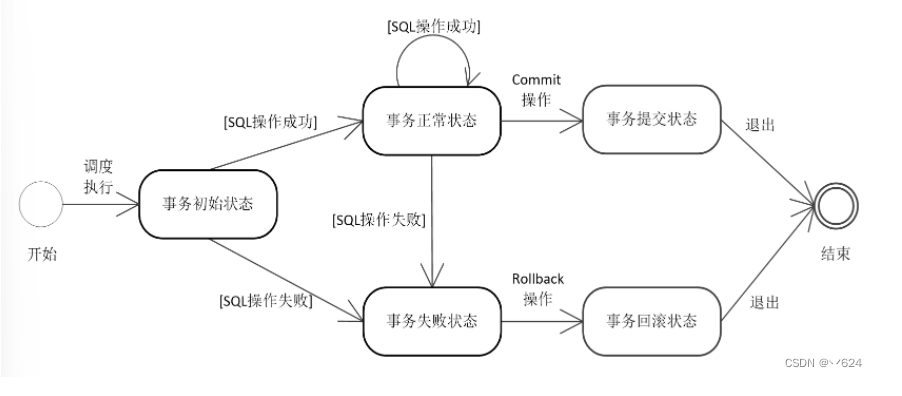 [SQL操作成功]
Commit
操作
事务正常状态
事务提交状态
[SQL操作成功]
退出
调度
执行
事务初始状态
[SQL操作失败]
开始
结束
Rollback
操作
[SQL操作失败]
退出
事务失败状态
事务回滚状态